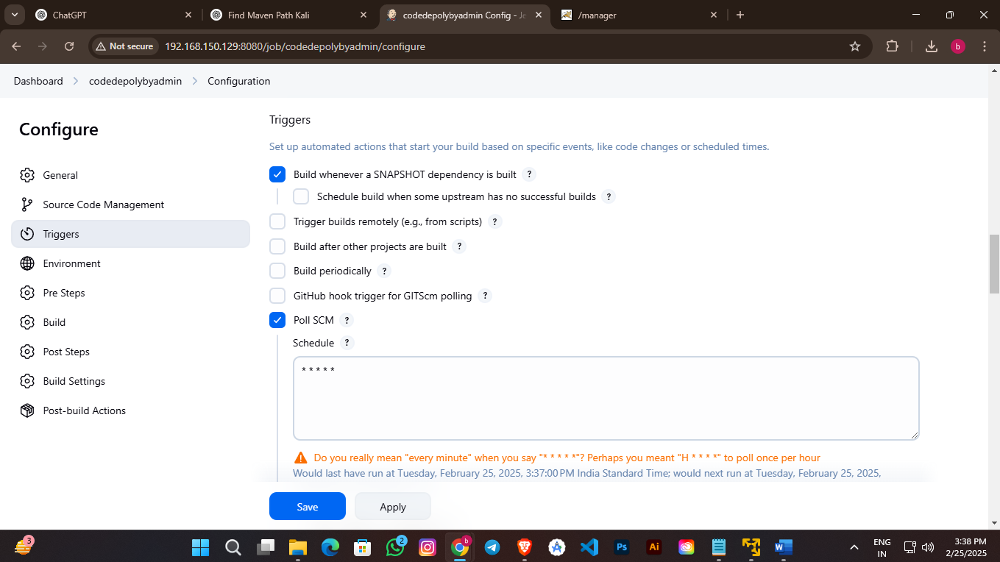 ChatGPT
Find Maven Path Kali
codedepolybyadmin Config - Je
/manager
Not secure
192.168.150.129:8080/job/codedepolybyadmin/configure
b
Dashboard
codedepolybyadmin
Configuration
Configure
General
Source Code Management
Triggers
Environment
Pre Steps
Build
Post Steps
Build Settings
Post-build Actions
Triggers
Set up automated actions that start your build based on specific events, like code changes or scheduled times.
Build whenever a SNAPSHOT dependency is built ?
Schedule build when some upstream has no successful builds ?
Trigger builds remotely (e.g., from scripts) ?
Build after other projects are built ?
Build periodically ?
GitHub hook trigger for GITScm polling ?
Poll SCM ?
Schedule ?
* * * * *
Do you really mean "every minute" when you say "* * * * *"? Perhaps you meant "H * * * *" to poll once per hour
Would last have run at Tuesday, February 25, 2025, 3:37:00 PM India Standard Time; would next run at Tuesday, February 25, 2025,
Save
Apply
3
2
b
Ps
Ai
W
ENG
IN
3:38 PM
2/25/2025